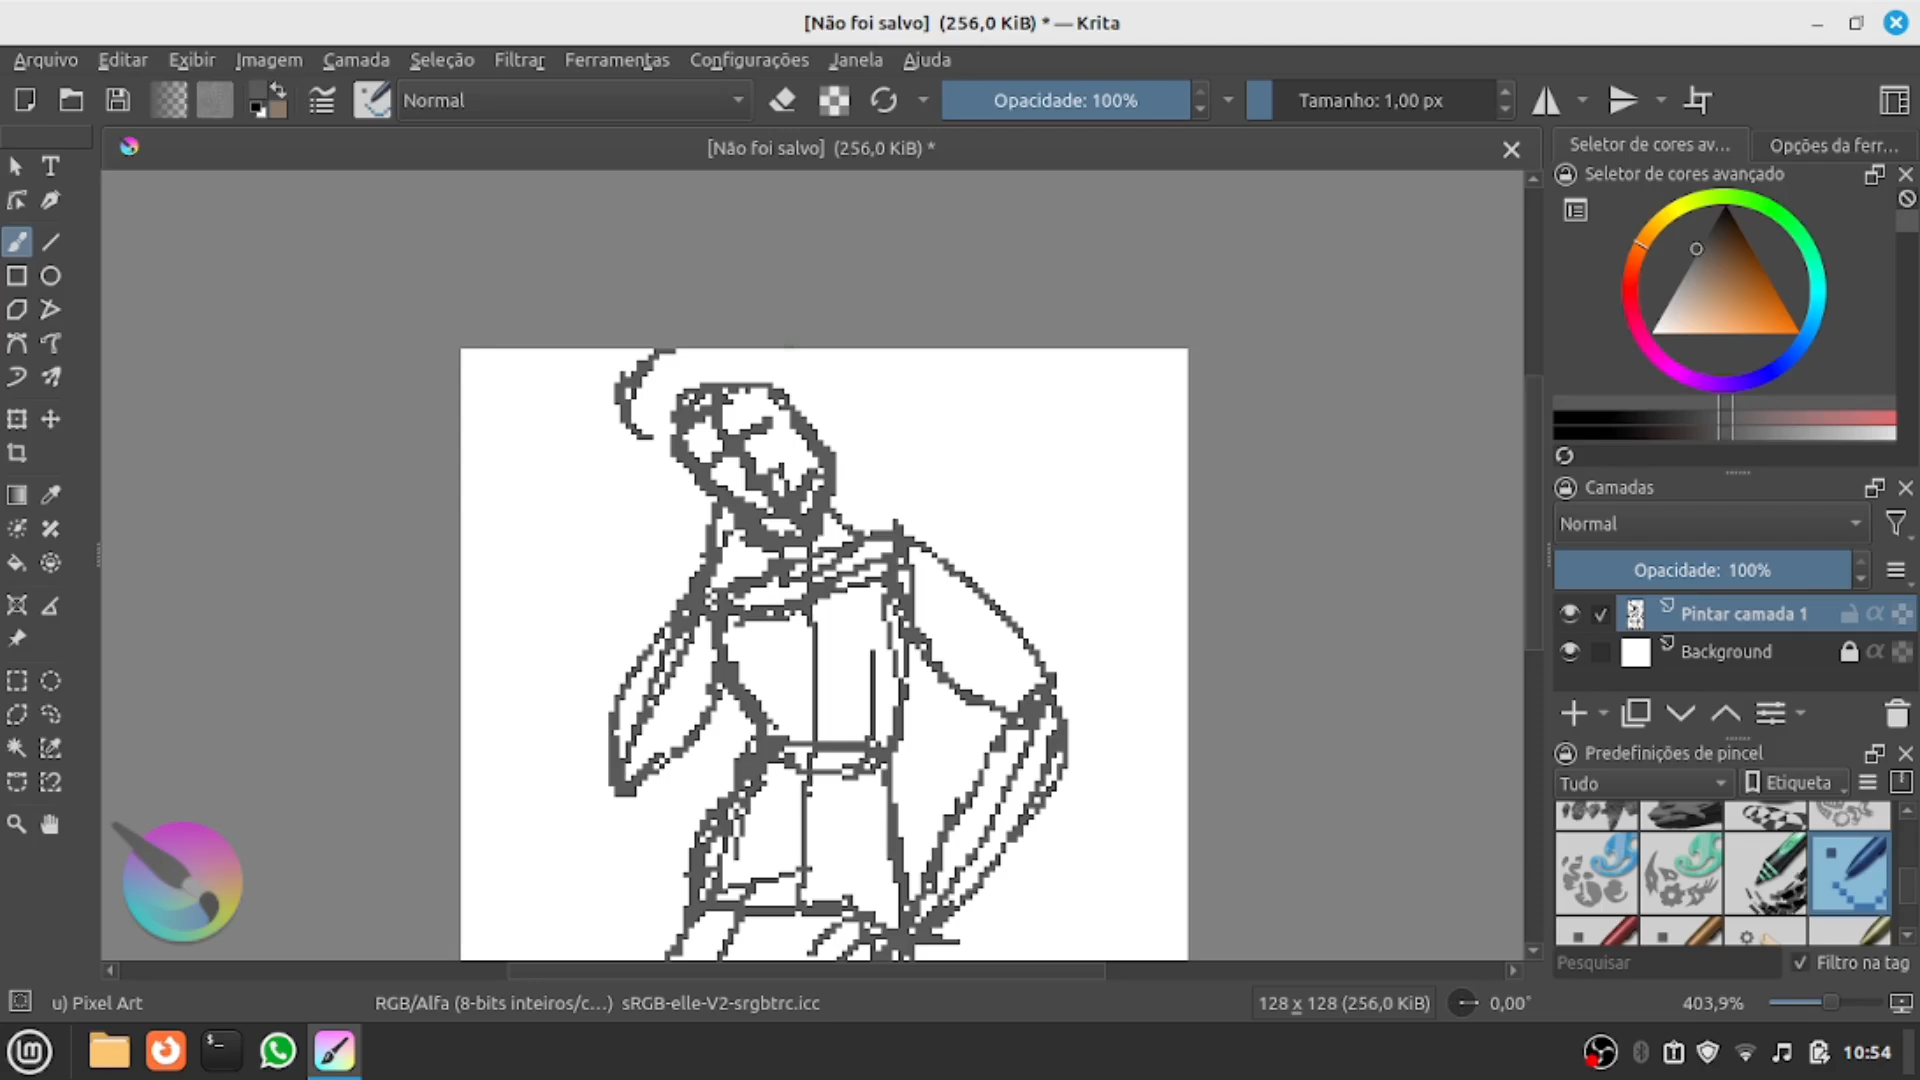 [Não foi salvo]  (256,0 KiB) * — Krita
Arquivo Editar Exibir Imagem Camada Seleção Filtrar Ferramentas Configurações Janela Ajuda
Normal Opacidade: 100% Tamanho: 1,00 px
[Não foi salvo]  (256,0 KiB) *
Seletor de cores av... Opções da ferr...
Seletor de cores avançado
Camadas
Normal
Opacidade:  100%
Pintar camada 1
Background
Predefinições de pincel
Tudo Etiqueta
Pesquisar Filtro na tag
u) Pixel Art RGB/Alfa (8-bits inteiros/c...)  sRGB-elle-V2-srgbtrc.icc 128 x 128 (256,0 KiB) 0,00° 403,9%
10:54